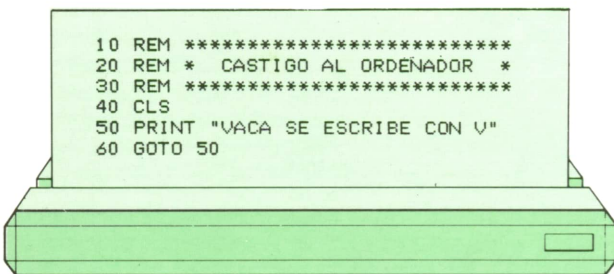 10 REM ***************************
20 REM *  CASTIGO AL ORDENADOR  *
30 REM ***************************
40 CLS
50 PRINT "VACA SE ESCRIBE CON V"
60 GOTO 50